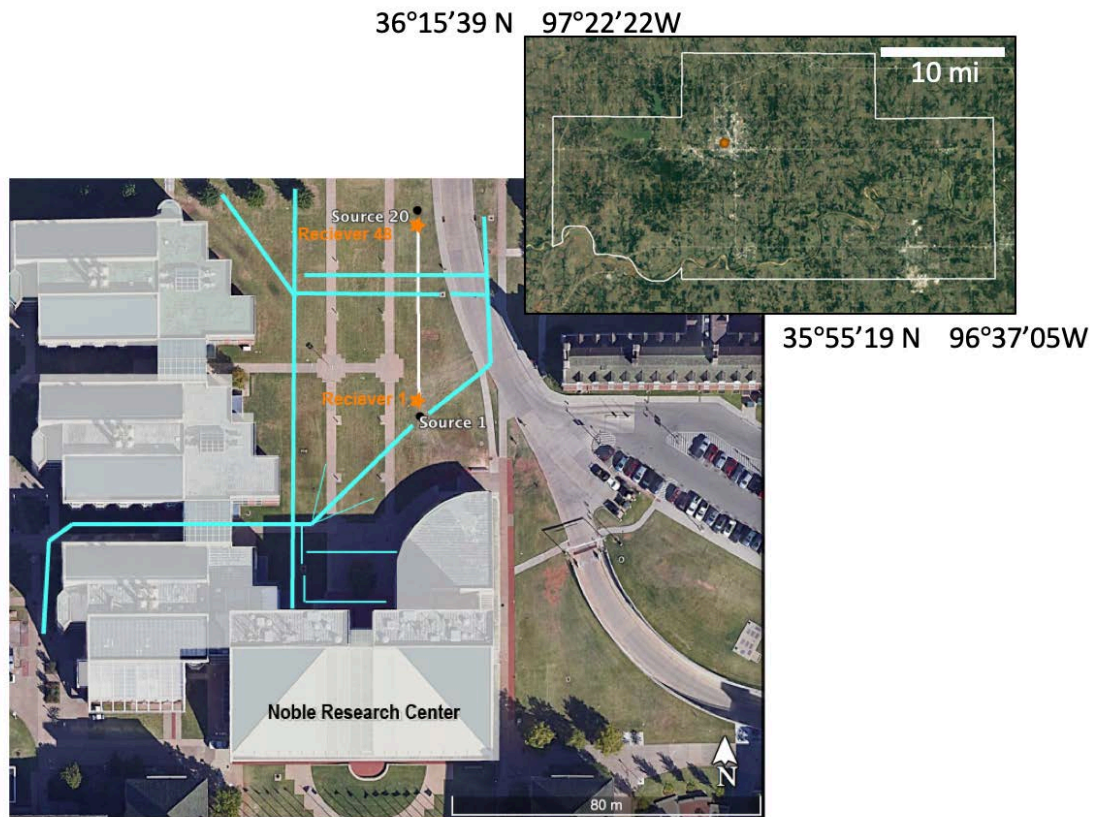 36°15’39 N 97°22’22W
10 mi
35°55’19 N 96°37’05W
Source 20
Reciever 48
Reciever 1
Source 1
Noble Research Center
N
80 m